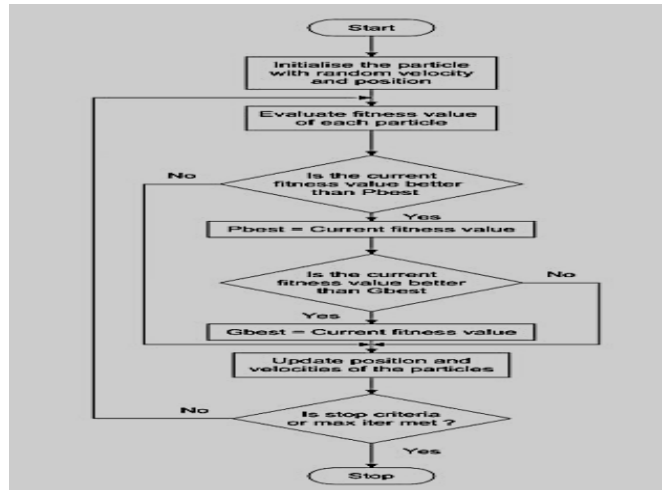 Start
Initialise the particle
with random velocity
and position
Evaluate fitness value
of each particle
No
Is the current
fitness value better
than Pbest
Yes
Pbest = Current fitness value
Is the current
fitness value better
than Gbest
No
Yes
Gbest = Current fitness value
Update position and
velocities of the particles
No
Is stop criteria
or max iter met ?
Yes
Stop